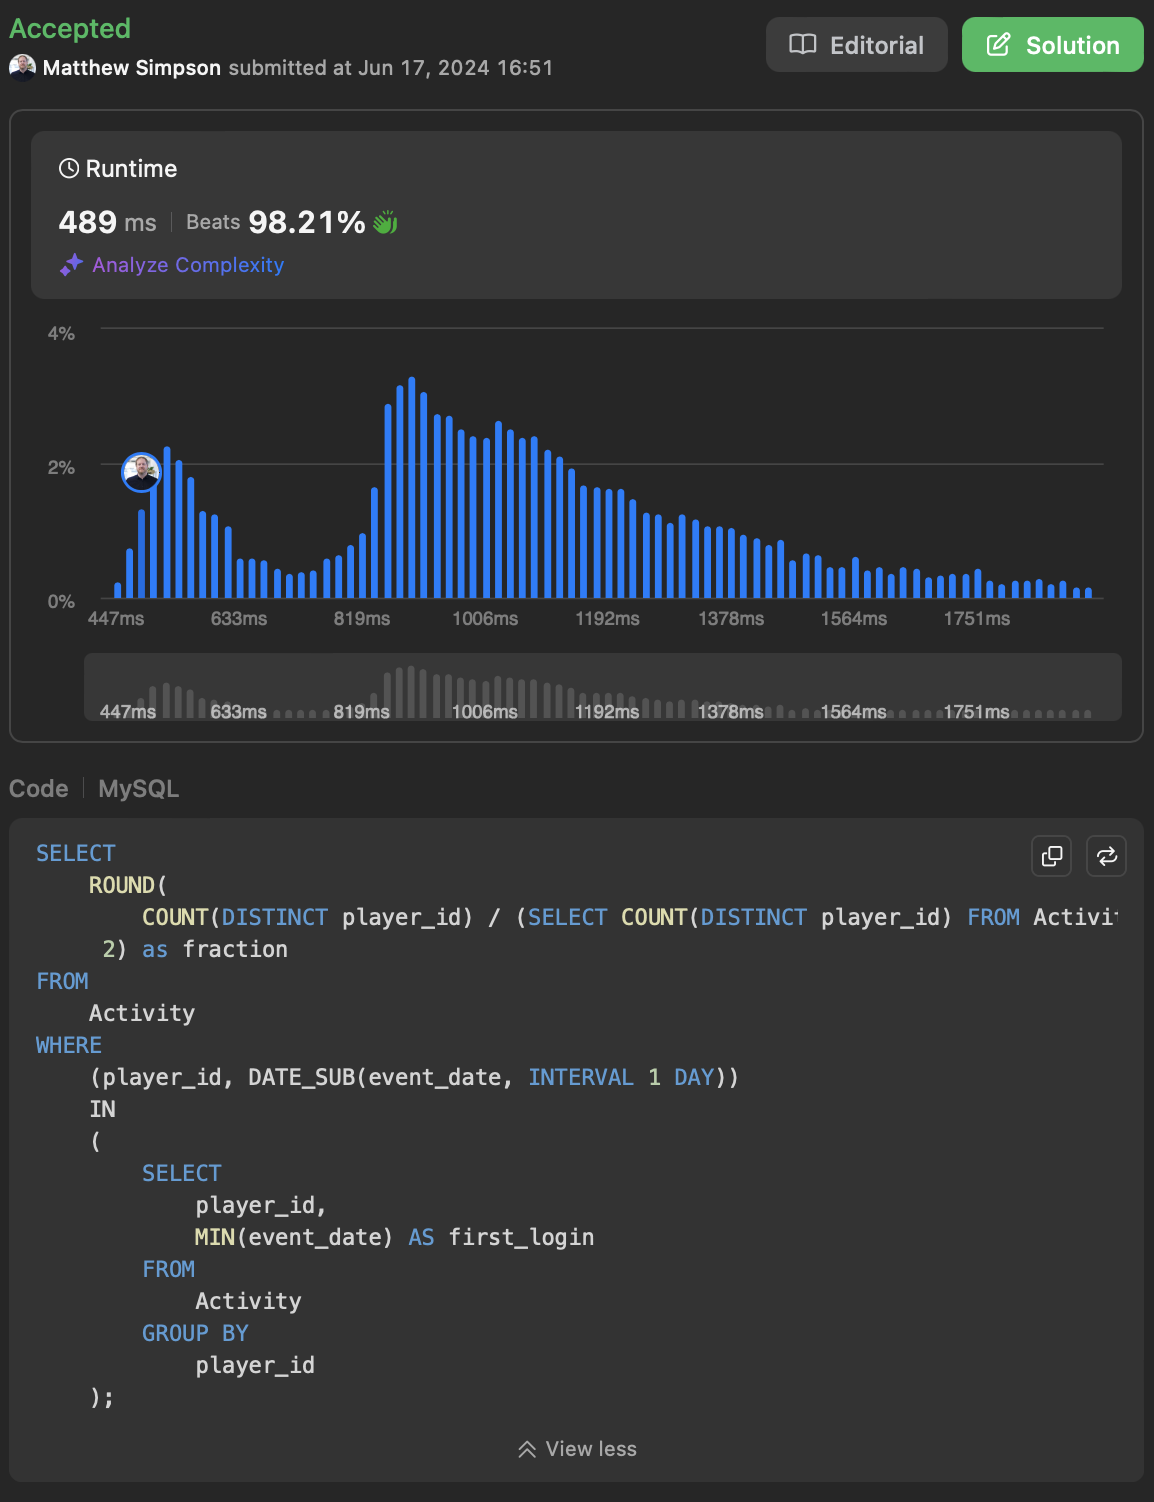 Accepted
Editorial
Solution
Matthew Simpson submitted at Jun 17, 2024 16:51
Runtime
489 ms | Beats 98.21%
Analyze Complexity
4%
2%
0%
447ms 633ms 819ms 1006ms 1192ms 1378ms 1564ms 1751ms
447ms 633ms 819ms 1006ms 1192ms 1378ms 1564ms 1751ms
Code | MySQL
SELECT
    ROUND(
        COUNT(DISTINCT player_id) / (SELECT COUNT(DISTINCT player_id) FROM Activi
     2) as fraction
FROM
    Activity
WHERE
    (player_id, DATE_SUB(event_date, INTERVAL 1 DAY))
    IN
    (
        SELECT
            player_id,
            MIN(event_date) AS first_login
        FROM
            Activity
        GROUP BY
            player_id
    );
View less